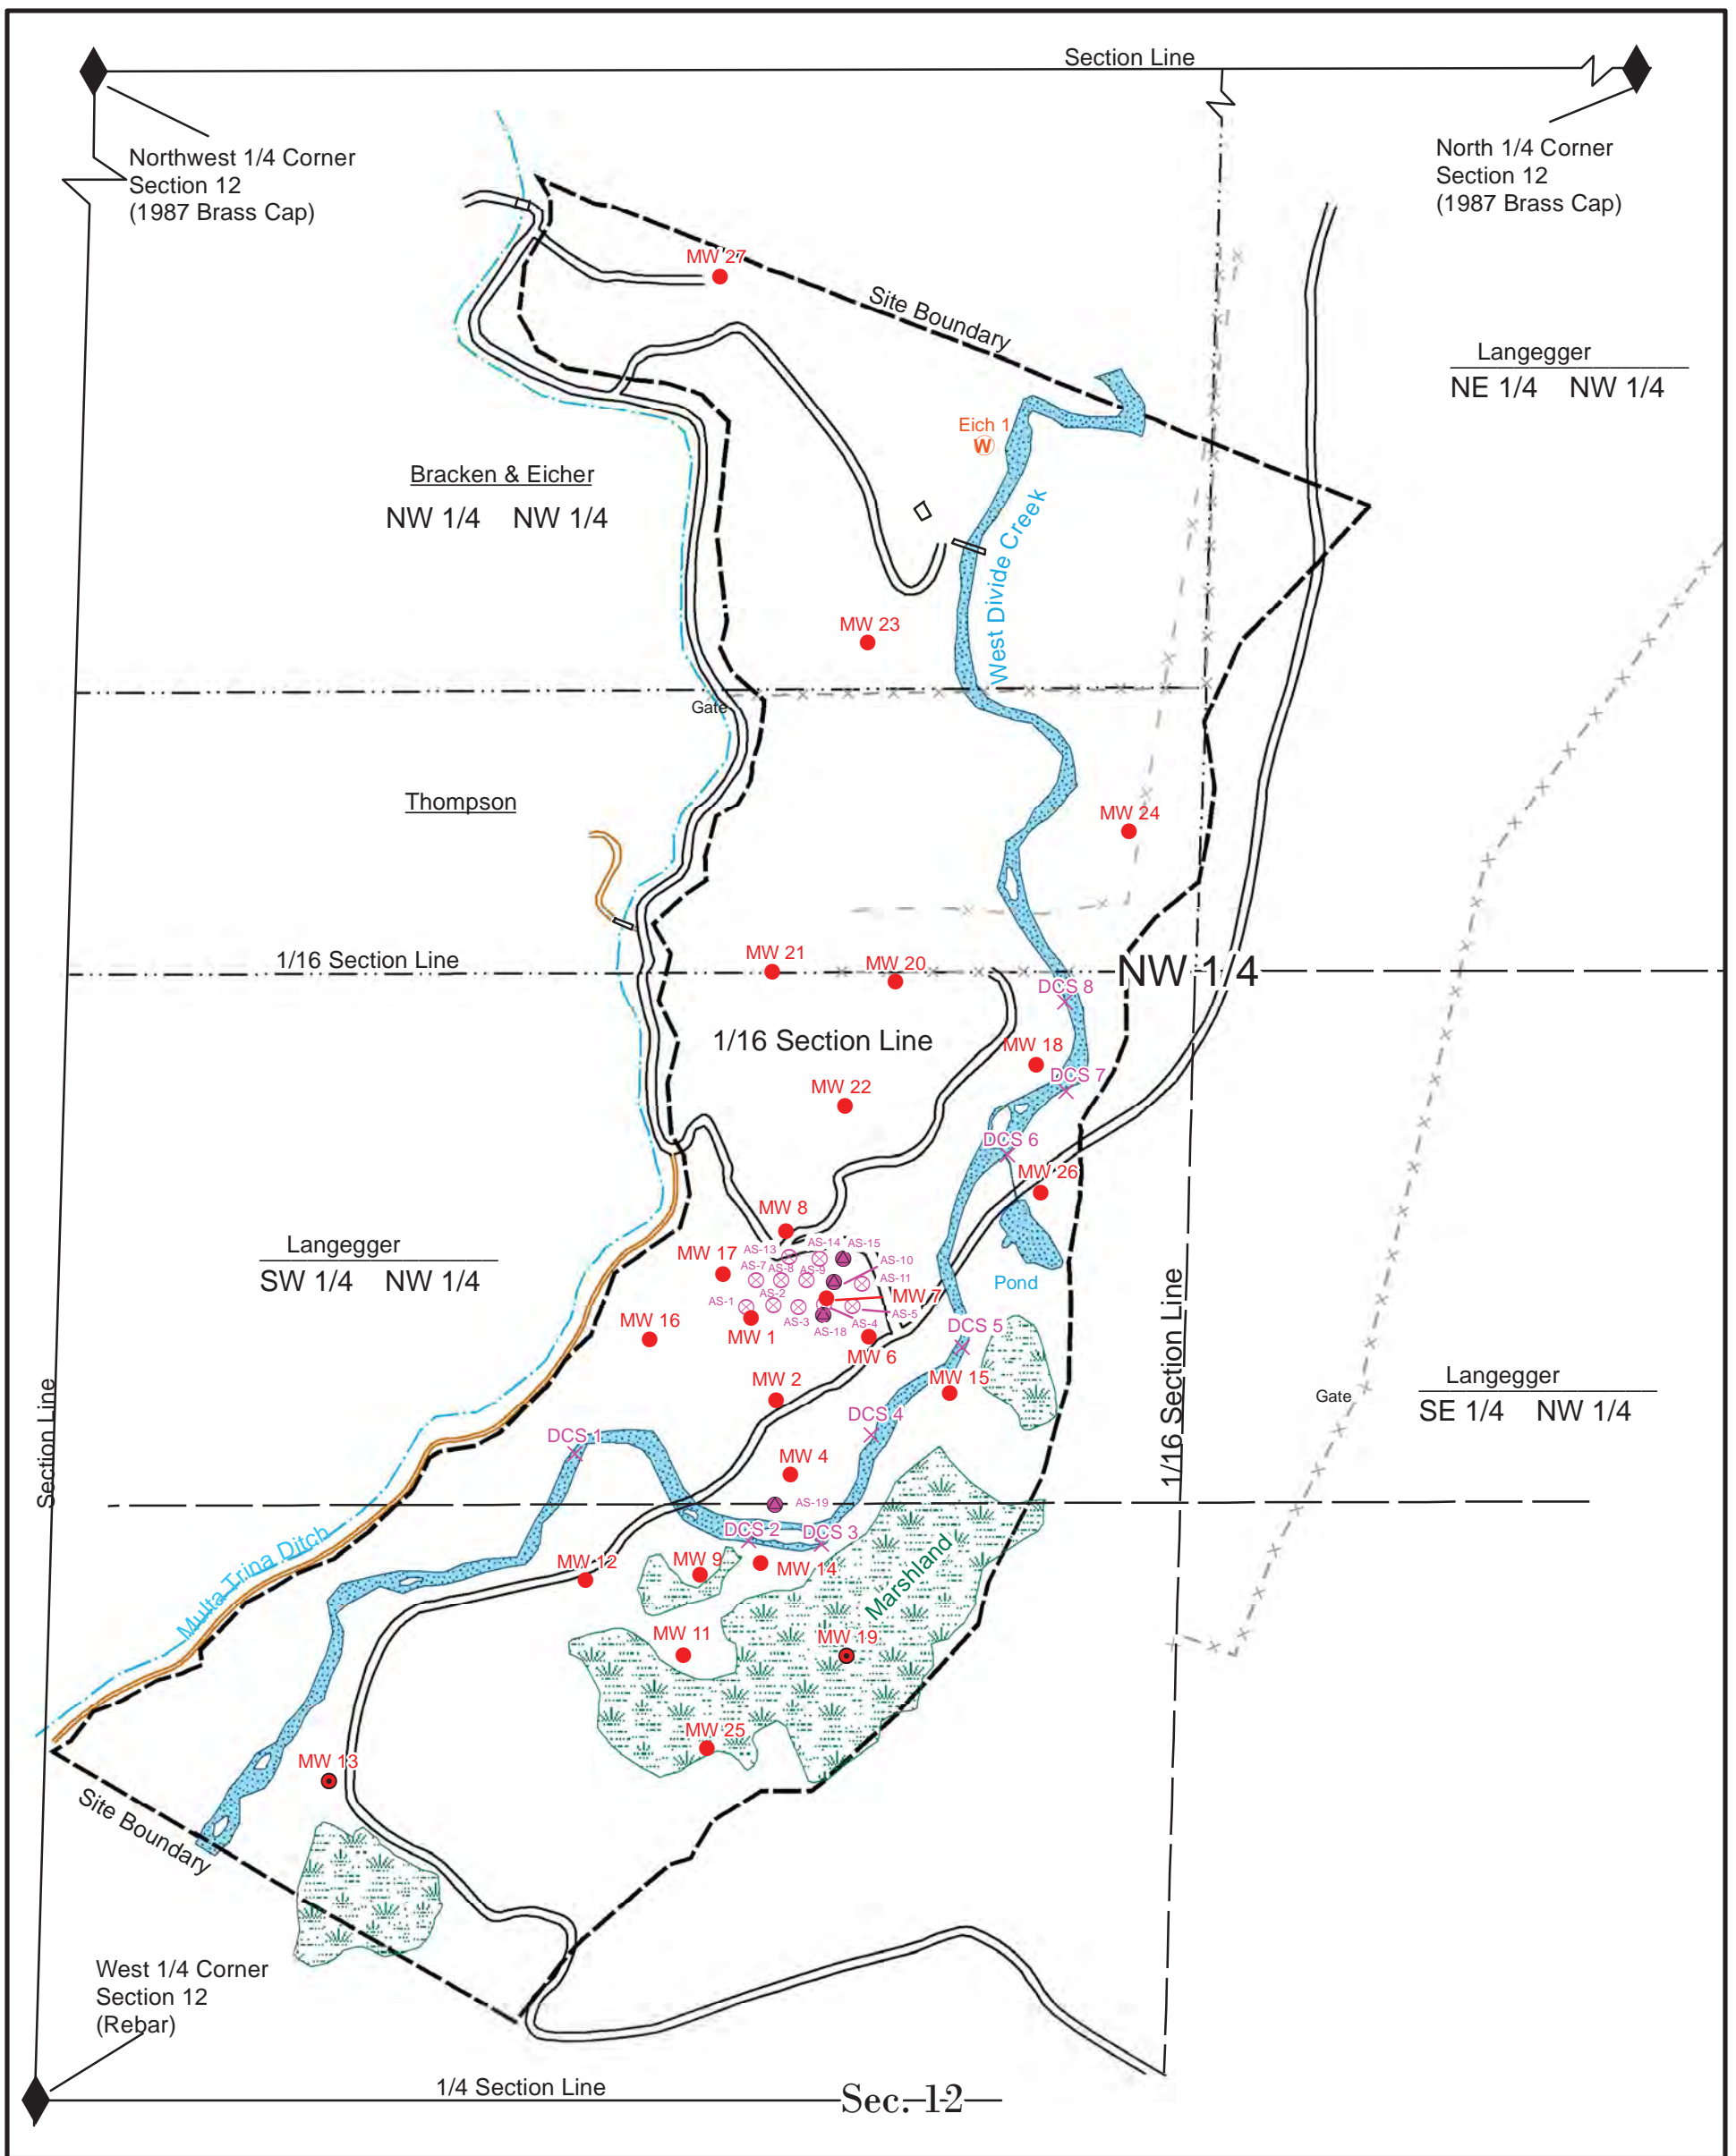 Section Line
Northwest 1/4 Corner
Section 12
(1987 Brass Cap)
North 1/4 Corner
Section 12
(1987 Brass Cap)
MW 27
Site Boundary
Langegger
NE 1/4 NW 1/4
Eich 1
W
Bracken & Eicher
NW 1/4 NW 1/4
West Divide Creek
MW 23
Gate
Thompson
MW 24
1/16 Section Line
MW 21
MW 20
NW 1/4
DCS 8
1/16 Section Line
MW 18
DCS 7
MW 22
DCS 6
MW 26
MW 8
Langegger
SW 1/4 NW 1/4
MW 17
AS-13
AS-14
AS-15
AS-7
AS-8
AS-9
AS-10
AS-11
Pond
AS-1
AS-2
MW 7
AS-3
AS-18
AS-4
AS-5
MW 16
MW 1
MW 6
DCS 5
1/16 Section Line
MW 2
MW 15
Gate
Langegger
SE 1/4 NW 1/4
Section Line
DCS 1
DCS 4
MW 4
AS-19
Multa Trina Ditch
DCS 2
DCS 3
MW 12
MW 9
MW 14
Marshland
MW 11
MW 19
MW 25
MW 13
Site Boundary
West 1/4 Corner
Section 12
(Rebar)
1/4 Section Line
Sec. 12